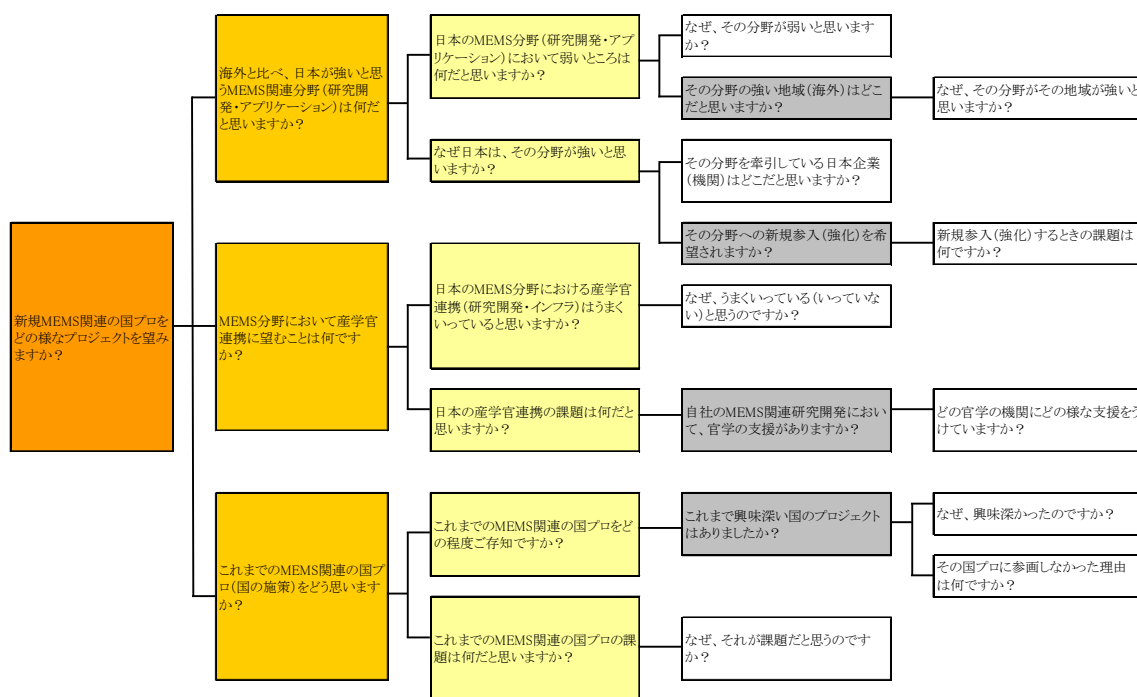 新規MEMS関連の国プロを
どの様なプロジェクトを望み
ますか？
海外と比べ、日本が強いと思
うMEMS関連分野(研究開
発・アプリケーション)は何だ
と思いますか？
日本のMEMS分野(研究開発・アプ
リケーション)において弱いところは
何だと思いますか？
なぜ、その分野が弱いと思います
か？
その分野の強い地域(海外)はどこ
だと思いますか？
なぜ、その分野がその地域が強いと
思いますか？
なぜ日本は、その分野が強いと思
いますか？
その分野を牽引している日本企業
(機関)はどこだと思いますか？
その分野への新規参入(強化)を希
望されますか？
新規参入(強化)するときの課題は
何ですか？
MEMS分野において産学官
連携に望むことは何です
か？
日本のMEMS分野における産学官
連携(研究開発・インフラ)はうまく
いっていると思いますか？
なぜ、うまくいっている(いっていな
い)と思うのですか？
日本の産学官連携の課題は何だと
思いますか？
自社のMEMS関連研究開発におい
て、官学の支援がありますか？
どの官学の機関にどの様な支援をう
けていますか？
これまでのMEMS関連の国プ
ロ(国の施策)をどう思います
か？
これまでのMEMS関連の国プロをど
の程度ご存知ですか？
これまで興味深い国のプロジェクト
はありましたか？
なぜ、興味深かったのですか？
その国プロに参画しなかった理由
は何ですか？
これまでのMEMS関連の国プロの課
題は何だと思いますか？
なぜ、それが課題だと思うのです
か？